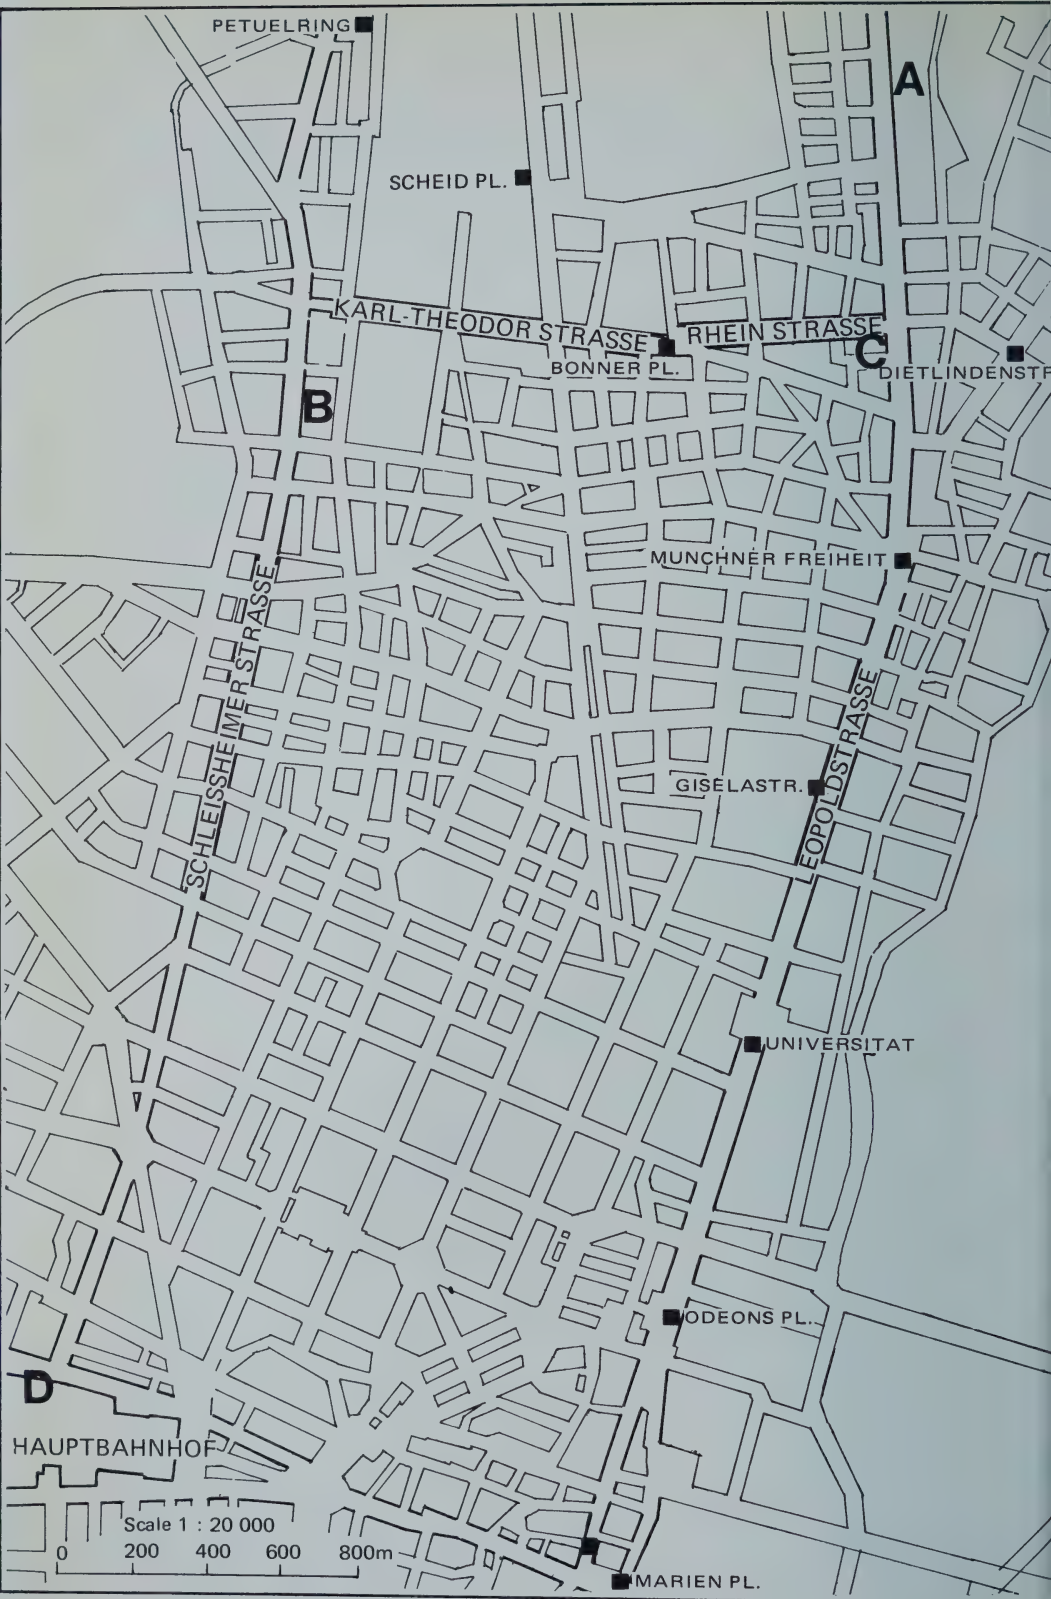 PETUELRING
A
SCHEID PL.
KARL-THEODOR STRASSE
RHEIN STRASSE
C
BONNER PL.
DIETLINDENSTR
B
MUNCHNER FREIHEIT
SCHLEISSHEIMER STRASSE
LEOPOLDSTRASSE
GISELASTR.
UNIVERSITAT
ODEONS PL.
D
HAUPTBAHNHOF
Scale 1 : 20 000
0 200 400 600 800m
MARIEN PL.